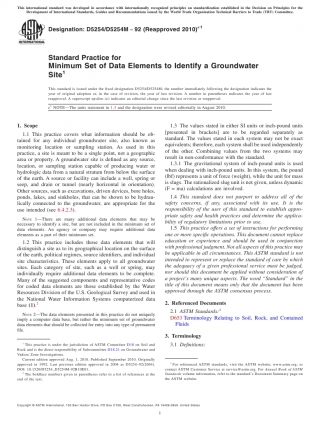 This international standard was developed in accordance with internationally recognized principles on standardization established in the Decision on Principles for the
Development of International Standards, Guides and Recommendations issued by the World Trade Organization Technical Barriers to Trade (TBT) Committee.
Designation: D5254/D5254M − 92 (Reapproved 2010)ε1
Standard Practice for
Minimum Set of Data Elements to Identify a Groundwater
Site1
This standard is issued under the fixed designation D5254/D5254M; the number immediately following the designation indicates the
year of original adoption or, in the case of revision, the year of last revision. A number in parentheses indicates the year of last
reapproval. A superscript epsilon (ε) indicates an editorial change since the last revision or reapproval.
ε1 NOTE—The units statement in 1.3 and the designation were revised editorially in August 2010.
1. Scope
1.1 This practice covers what information should be ob-
tained for any individual groundwater site, also known as
monitoring location or sampling station. As used in this
practice, a site is meant to be a single point, not a geographic
area or property. A groundwater site is defined as any source,
location, or sampling station capable of producing water or
hydrologic data from a natural stratum from below the surface
of the earth. A source or facility can include a well, spring or
seep, and drain or tunnel (nearly horizontal in orientation).
Other sources, such as excavations, driven devices, bore holes,
ponds, lakes, and sinkholes, that can be shown to be hydrau-
lically connected to the groundwater, are appropriate for the
use intended (see 6.4.2.3).
NOTE 1—There are many additional data elements that may be
necessary to identify a site, but are not included in the minimum set of
data elements. An agency or company may require additional data
elements as a part of their minimum set.
1.2 This practice includes those data elements that will
distinguish a site as to its geographical location on the surface
of the earth, political regimes, source identifiers, and individual
site characteristics. These elements apply to all groundwater
sites. Each category of site, such as a well or spring, may
individually require additional data elements to be complete.
Many of the suggested components and representative codes
for coded data elements are those established by the Water
Resources Division of the U.S. Geological Survey and used in
the National Water Information Systems computerized data
base (1).2
NOTE 2—The data elements presented in this practice do not uniquely
imply a computer data base, but rather the minimum set of groundwater
data elements that should be collected for entry into any type of permanent
file.
1 This practice is under the jurisdiction of ASTM Committee D18 on Soil and
Rock and is the direct responsibility of Subcommittee D18.21 on Groundwater and
Vadose Zone Investigations.
Current edition approved Aug. 1, 2010. Published September 2010. Originally
approved in 1992. Last previous edition approved in 2004 as D5254–92(2004).
2 The boldface numbers given in parentheses refer to a list of references at the
end of the text.
1.3 The values stated in either SI units or inch-pound units
[presented in brackets] are to be regarded separately as
standard. The values stated in each system may not be exact
equivalents; therefore, each system shall be used independently
of the other. Combining values from the two systems may
result in non-conformance with the standard.
1.3.1 The gravitational system of inch-pound units is used
when dealing with inch-pound units. In this system, the pound
(lbf) represents a unit of force (weight), while the unit for mass
is slugs. The rationalized slug unit is not given, unless dynamic
(F = ma) calculations are involved.
1.4 This standard does not purport to address all of the
safety concerns, if any, associated with its use. It is the
responsibility of the user of this standard to establish appro-
priate safety and health practices and determine the applica-
bility of regulatory limitations prior to use.
1.5 This practice offers a set of instructions for performing
one or more specific operations. This document cannot replace
education or experience and should be used in conjunction
with professional judgment. Not all aspects of this practice may
be applicable in all circumstances. This ASTM standard is not
intended to represent or replace the standard of care by which
the adequacy of a given professional service must be judged,
nor should this document be applied without consideration of
a project's many unique aspects. The word "Standard" in the
title of this document means only that the document has been
approved through the ASTM consensus process.
2. Referenced Documents
2.1 ASTM Standards:3
D653 Terminology Relating to Soil, Rock, and Contained
Fluids
3. Terminology
3.1 Definitions:
3 For referenced ASTM standards, visit the ASTM website, www.astm.org, or
contact ASTM Customer Service at service@astm.org. For Annual Book of ASTM
Standards volume information, refer to the standard's Document Summary page on
the ASTM website.
Copyright © ASTM International, 100 Barr Harbor Drive, PO Box C700, West Conshohocken, PA 19428-2959. United States
1